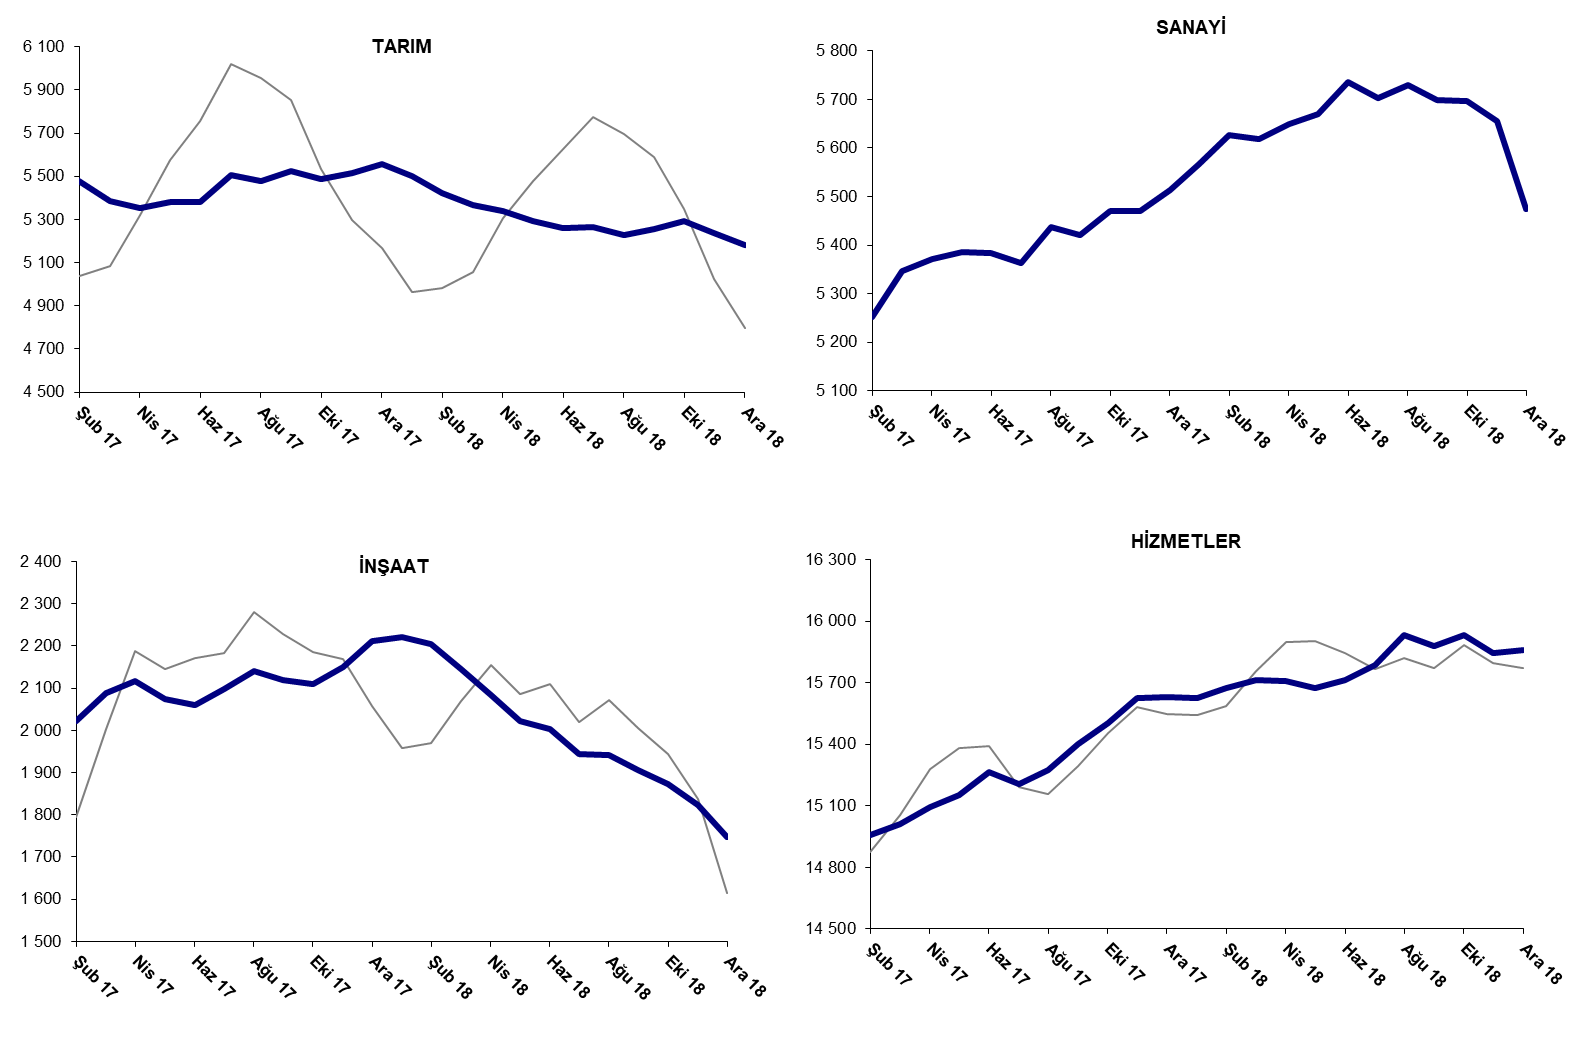 TARIM
6 100
5 900
5 700
5 500
5 300
5 100
4 900
4 700
4 500
Şub 17
Nis 17
Haz 17
Ağu 17
Eki 17
Ara 17
Şub 18
Nis 18
Haz 18
Ağu 18
Eki 18
Ara 18
SANAYİ
5 800
5 700
5 600
5 500
5 400
5 300
5 200
5 100
Şub 17
Nis 17
Haz 17
Ağu 17
Eki 17
Ara 17
Şub 18
Nis 18
Haz 18
Ağu 18
Eki 18
Ara 18
İNŞAAT
2 400
2 300
2 200
2 100
2 000
1 900
1 800
1 700
1 600
1 500
Şub 17
Nis 17
Haz 17
Ağu 17
Eki 17
Ara 17
Şub 18
Nis 18
Haz 18
Ağu 18
Eki 18
Ara 18
HİZMETLER
16 300
16 000
15 700
15 400
15 100
14 800
14 500
Şub 17
Nis 17
Haz 17
Ağu 17
Eki 17
Ara 17
Şub 18
Nis 18
Haz 18
Ağu 18
Eki 18
Ara 18